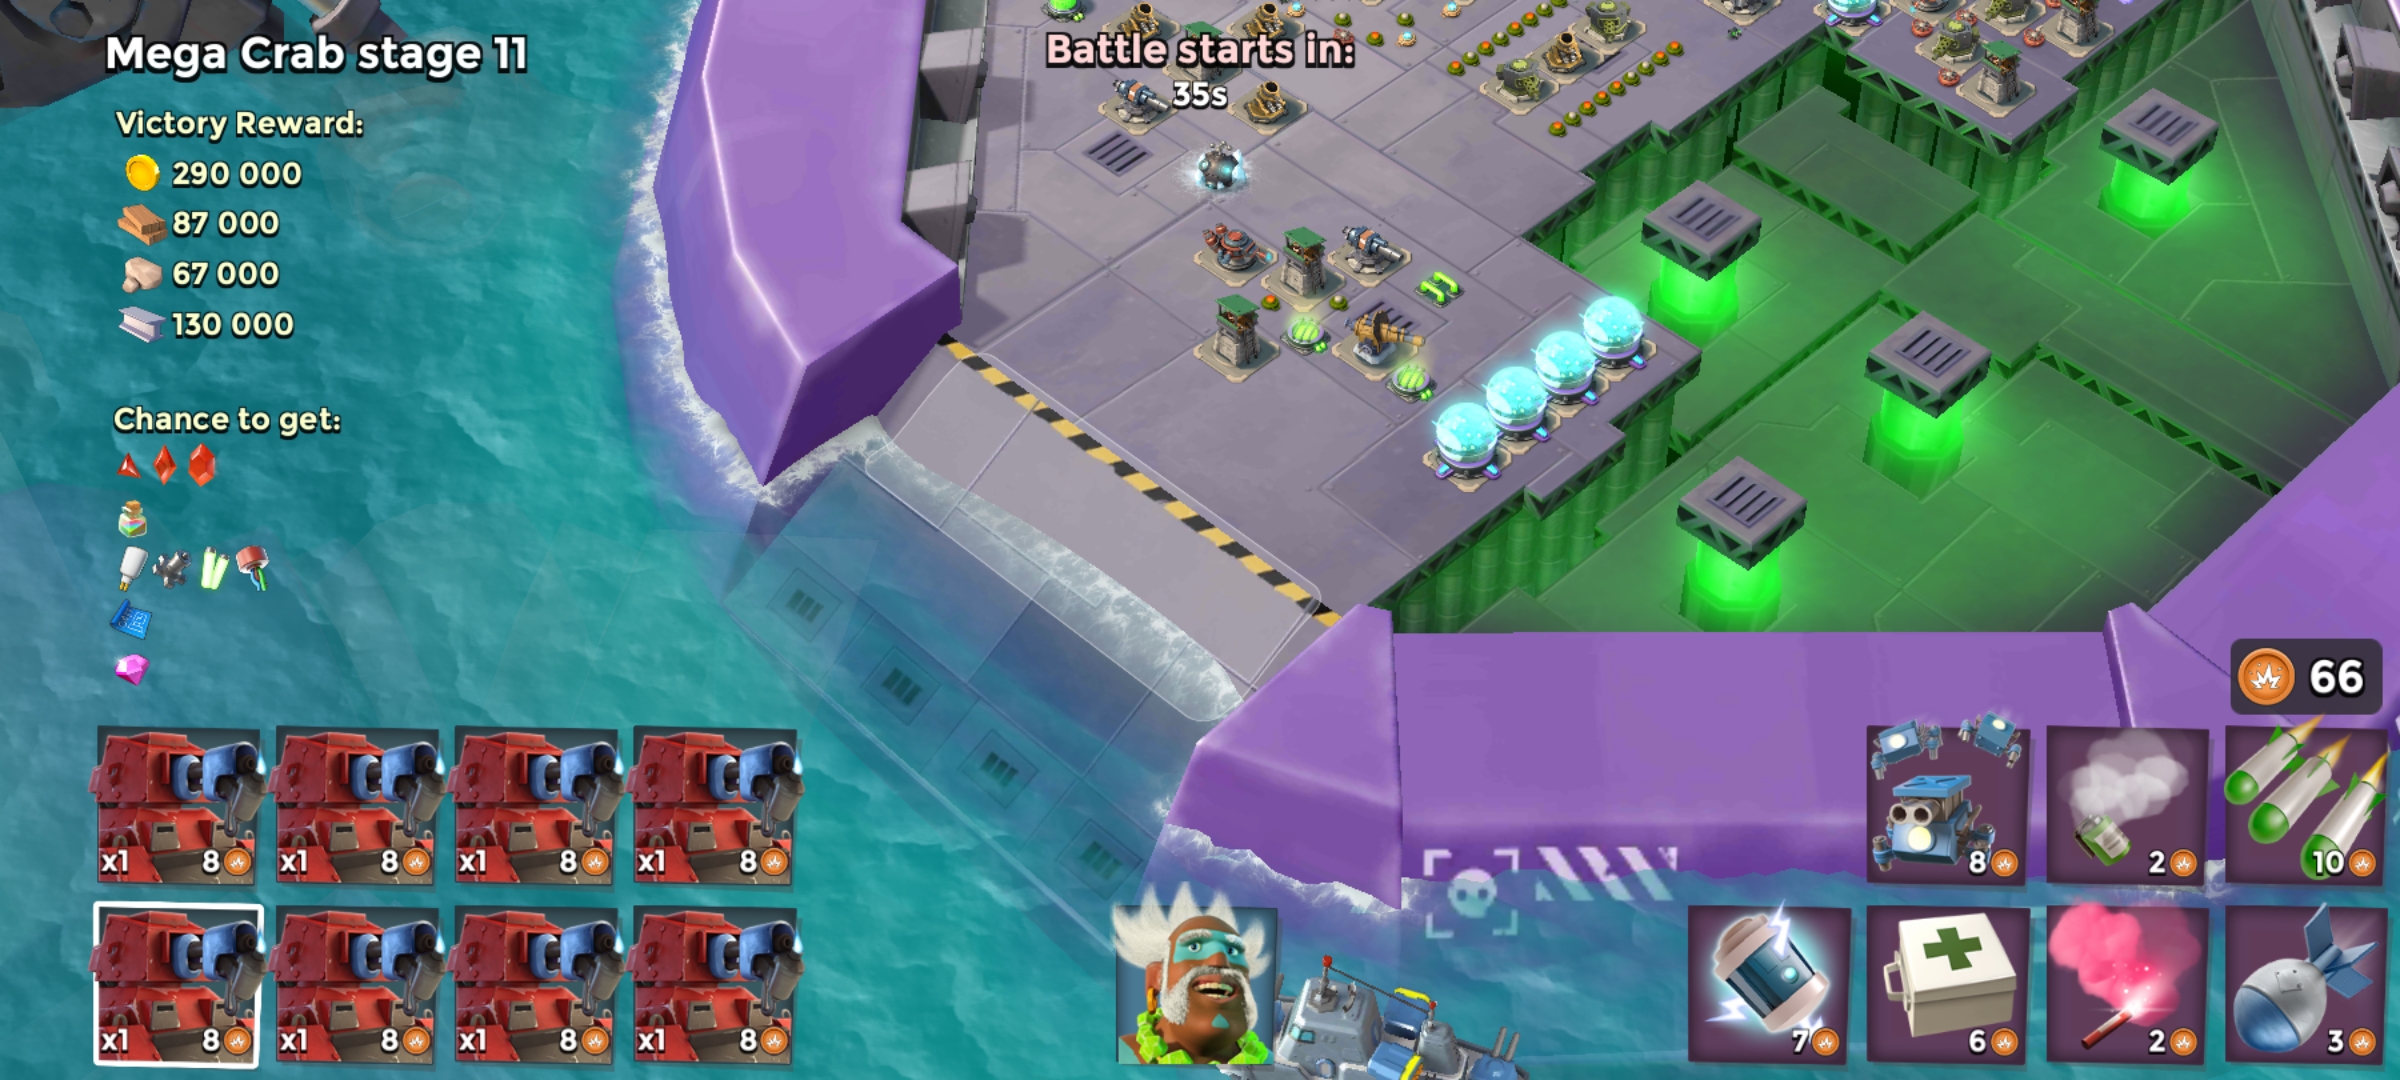 Mega Crab stage 11
Battle starts in:
35s
Victory Reward:
290 000
87 000
67 000
130 000
Chance to get:
66
x1 8
x1 8
x1 8
x1 8
8
2
10
x1 8
x1 8
x1 8
x1 8
7
6
2
3